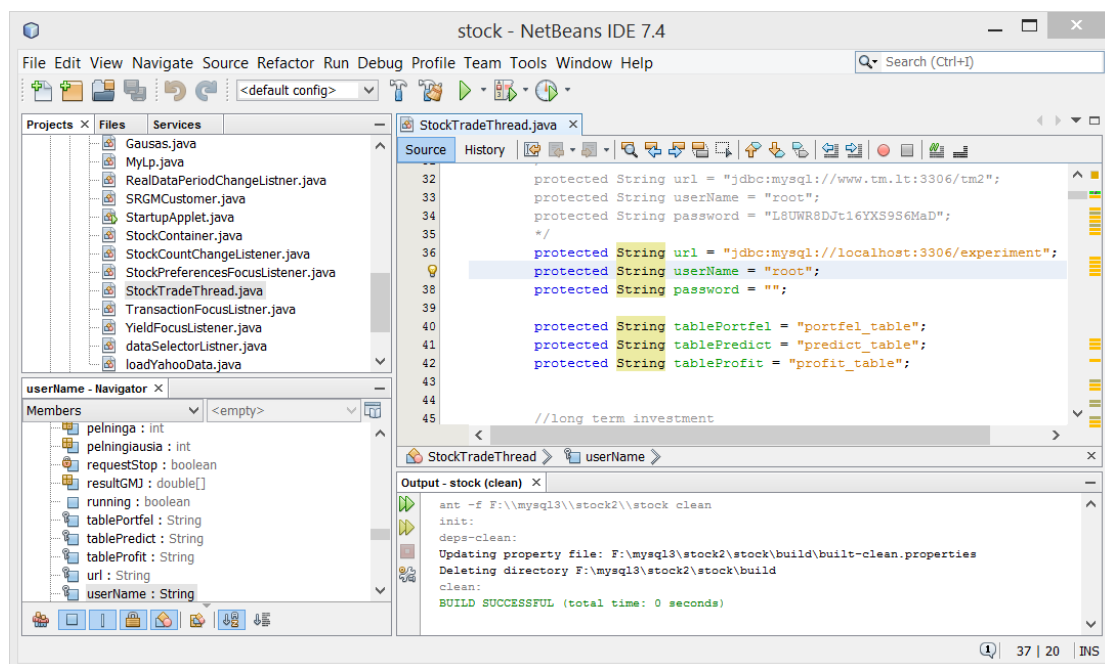 stock - NetBeans IDE 7.4
File Edit View Navigate Source Refactor Run Debug Profile Team Tools Window Help
Search (Ctrl+I)
<default config>
Projects Files Services
Gausas.java
MyLp.java
RealDataPeriodChangeListner.java
SRGMCustomer.java
StartupApplet.java
StockContainer.java
StockCountChangeListener.java
StockPreferencesFocusListener.java
StockTradeThread.java
TransactionFocusListner.java
YieldFocusListener.java
dataSelectorListner.java
loadYahooData.java
userName - Navigator
Members <empty>
pelninga : int
pelningiausia : int
requestStop : boolean
resultGMJ : double[]
running : boolean
tablePortfel : String
tablePredict : String
tableProfit : String
url : String
userName : String
StockTradeThread.java
Source History
32 protected String url = "jdbc:mysql://www.tm.lt:3306/tm2";
33 protected String userName = "root";
34 protected String password = "L8UWR8DJt16YXS9S6MaD";
35 */
36 protected String url = "jdbc:mysql://localhost:3306/experiment";
protected String userName = "root";
38 protected String password = "";
39
40 protected String tablePortfel = "portfel_table";
41 protected String tablePredict = "predict_table";
42 protected String tableProfit = "profit_table";
43
44
45 //long term investment
StockTradeThread userName
Output - stock (clean)
ant -f F:\\mysql3\\stock2\\stock clean
init:
deps-clean:
Updating property file: F:\mysql3\stock2\stock\build\built-clean.properties
Deleting directory F:\mysql3\stock2\stock\build
clean:
BUILD SUCCESSFUL (total time: 0 seconds)
1 37 | 20 INS